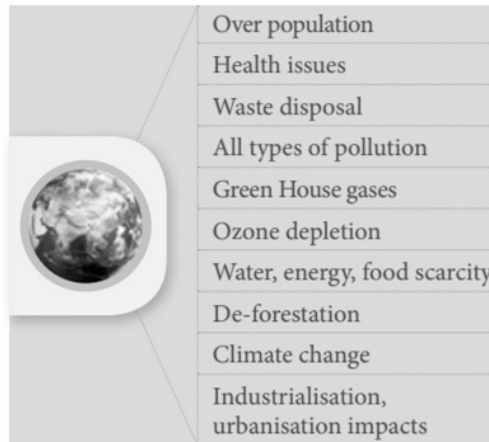 Over population
Health issues
Waste disposal
All types of pollution
Green House gases
Ozone depletion
Water, energy, food scarcity
De-forestation
Climate change
Industrialisation,
urbanisation impacts